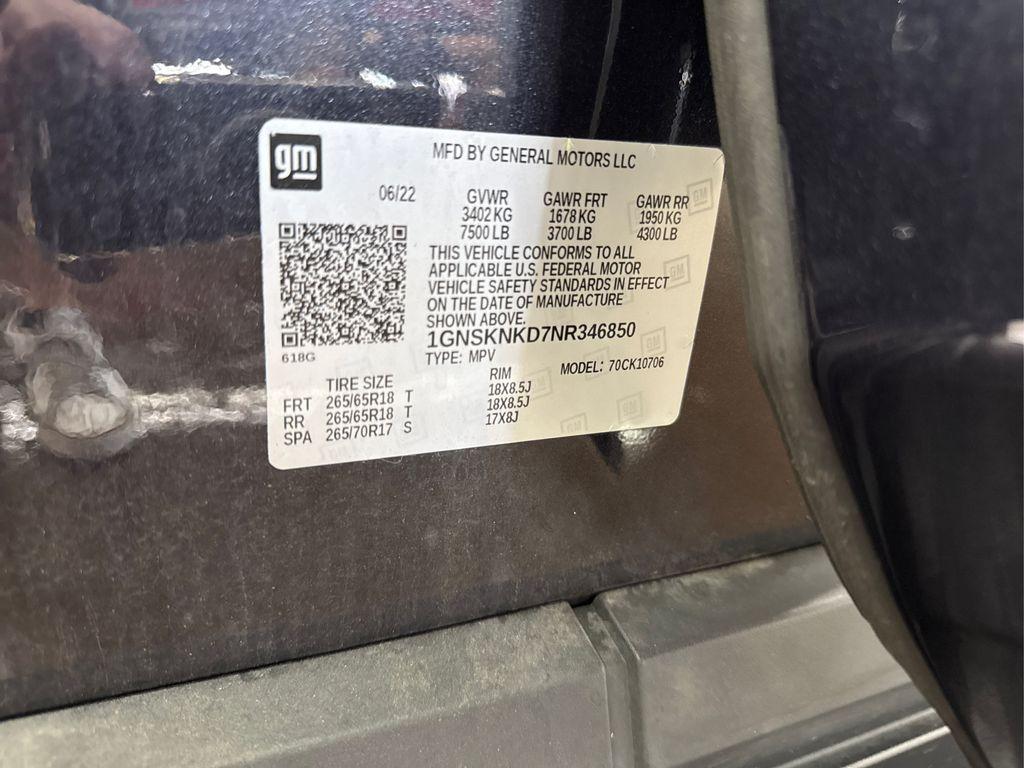 gm
MFD BY GENERAL MOTORS LLC
06/22 GVWR GAWR FRT GAWR RR
3402 KG 1678 KG 1950 KG
7500 LB 3700 LB 4300 LB
THIS VEHICLE CONFORMS TO ALL
APPLICABLE U.S. FEDERAL MOTOR
VEHICLE SAFETY STANDARDS IN EFFECT
ON THE DATE OF MANUFACTURE
SHOWN ABOVE.
1GNSKNKD7NR346850
618G
TYPE: MPV MODEL: 70CK10706
TIRE SIZE RIM
FRT 265/65R18 T 18X8.5J
RR 265/65R18 T 18X8.5J
SPA 265/70R17 S 17X8J